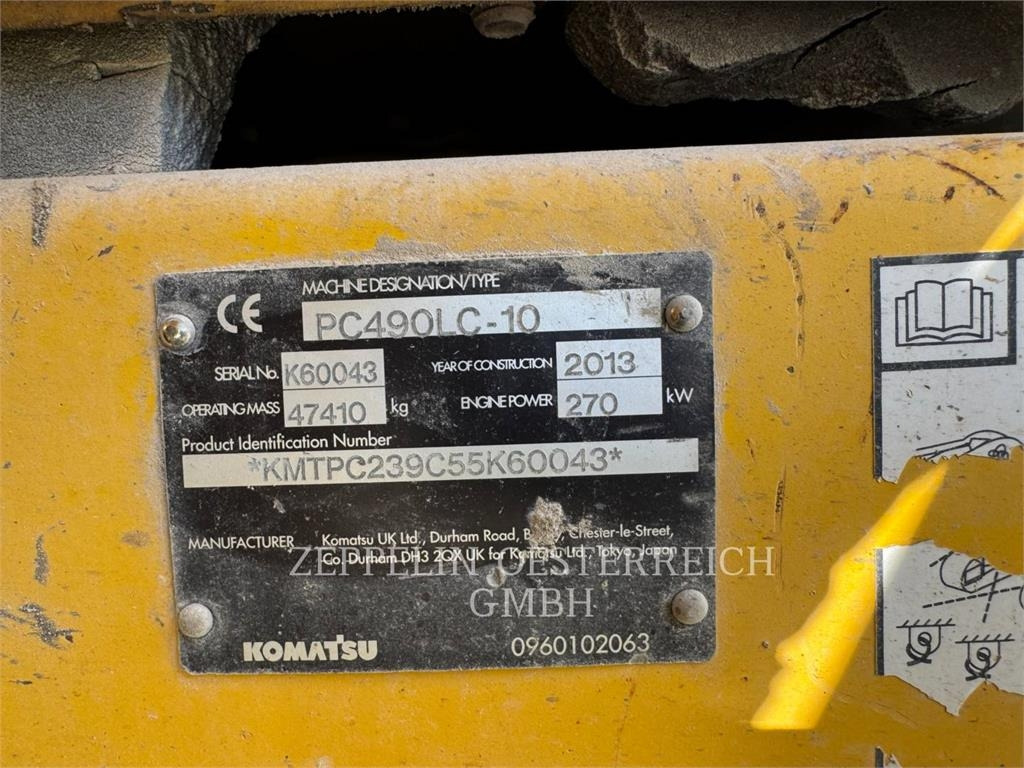 CE
MACHINE DESIGNATION/TYPE
PC490LC-10
SERIAL No. K60043 YEAR OF CONSTRUCTION 2013
OPERATING MASS 47410 kg ENGINE POWER 270 kW
Product Identification Number
*KMTPC239C55K60043*
MANUFACTURER Komatsu UK Ltd., Durham Road, Chester-le-Street,
Co. Durham DH3 2QX UK for Komatsu Ltd., Tokyo, Japan
ZEPPELIN OESTERREICH
GMBH
KOMATSU 0960102063